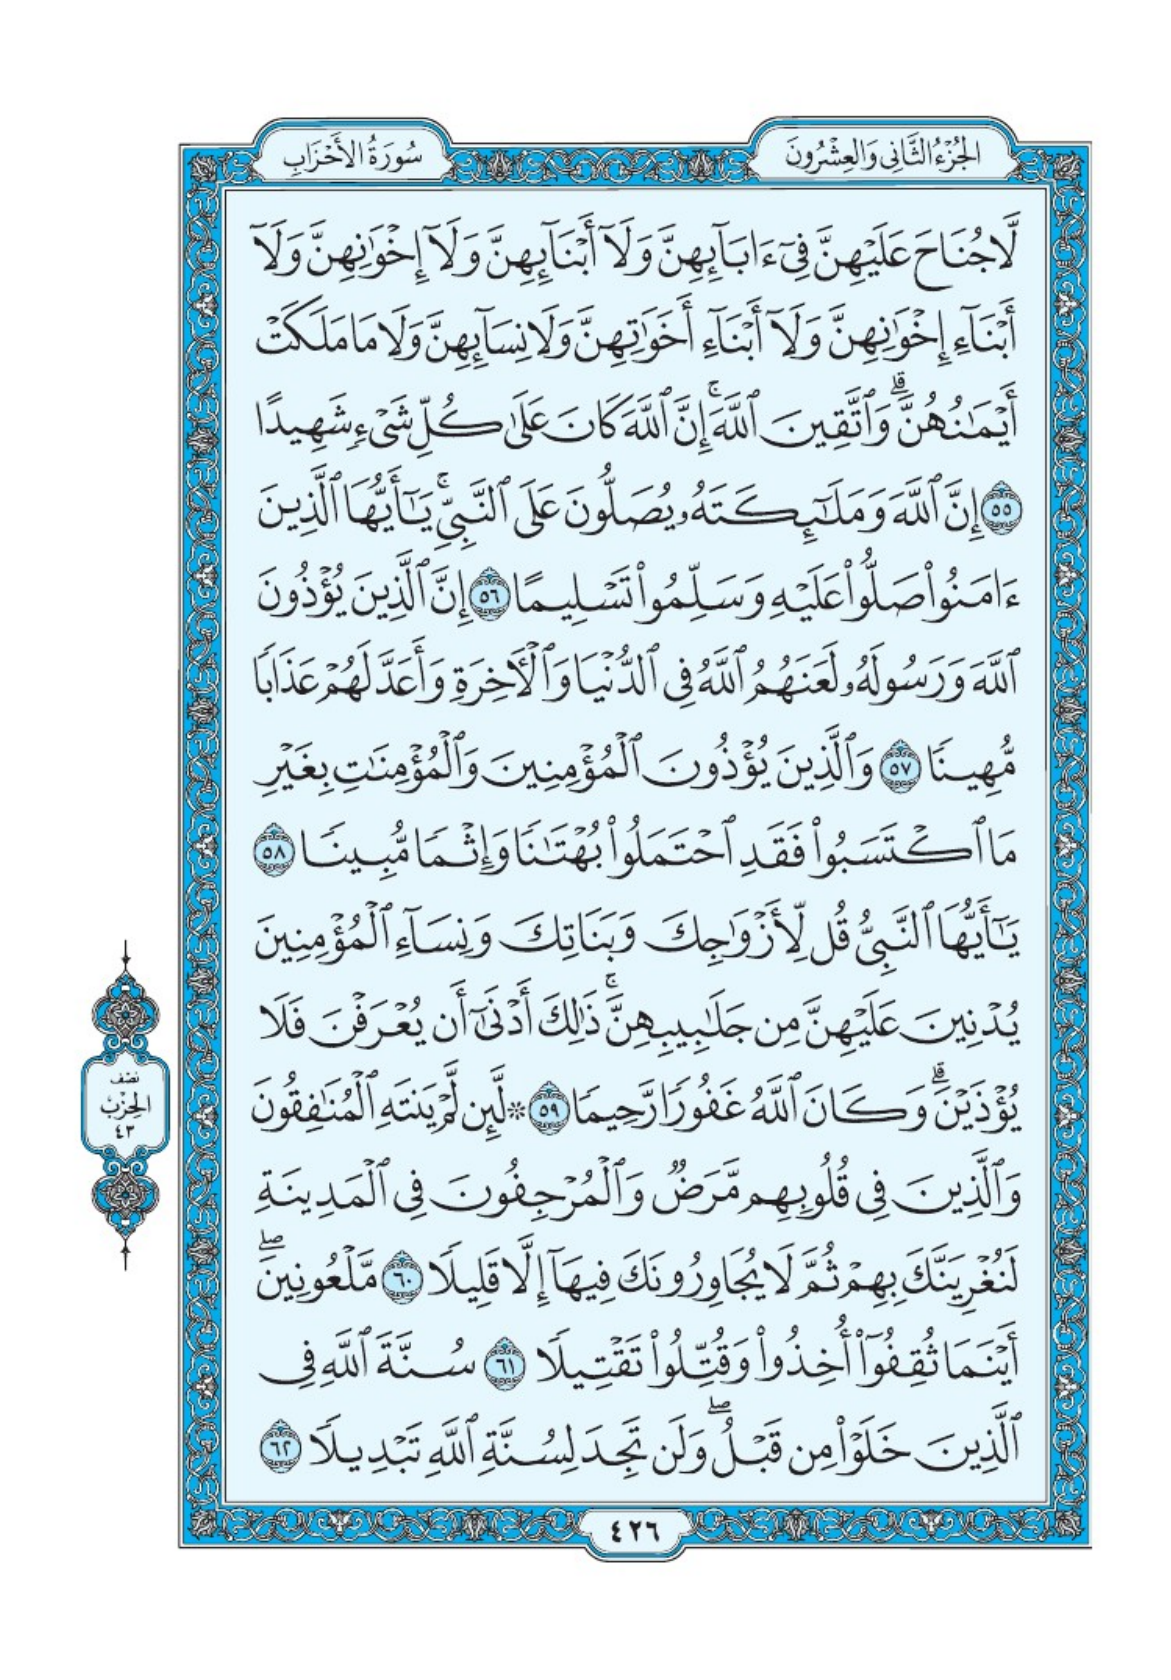 الجُزْءُ الثَّانِي وَالعِشْرُونَ
سُورَةُ الأَحْزَابِ
لَّا جُنَاحَ عَلَيْهِنَّ فِىٓ ءَابَآئِهِنَّ وَلَآ أَبْنَآئِهِنَّ وَلَآ إِخْوَٰنِهِنَّ وَلَآ
أَبْنَآءِ إِخْوَٰنِهِنَّ وَلَآ أَبْنَآءِ أَخَوَٰتِهِنَّ وَلَا نِسَآئِهِنَّ وَلَا مَا مَلَكَتْ
أَيْمَٰنُهُنَّۗ وَٱتَّقِينَ ٱللَّهَۚ إِنَّ ٱللَّهَ كَانَ عَلَىٰ كُلِّ شَىْءٍ شَهِيدًا
٥٥ إِنَّ ٱللَّهَ وَمَلَٰٓئِكَتَهُۥ يُصَلُّونَ عَلَى ٱلنَّبِىِّۚ يَٰٓأَيُّهَا ٱلَّذِينَ
ءَامَنُوا۟ صَلُّوا۟ عَلَيْهِ وَسَلِّمُوا۟ تَسْلِيمًا ٥٦ إِنَّ ٱلَّذِينَ يُؤْذُونَ
ٱللَّهَ وَرَسُولَهُۥ لَعَنَهُمُ ٱللَّهُ فِى ٱلدُّنْيَا وَٱلْءَاخِرَةِ وَأَعَدَّ لَهُمْ عَذَابًا
مُّهِينًا ٥٧ وَٱلَّذِينَ يُؤْذُونَ ٱلْمُؤْمِنِينَ وَٱلْمُؤْمِنَٰتِ بِغَيْرِ
مَا ٱكْتَسَبُوا۟ فَقَدِ ٱحْتَمَلُوا۟ بُهْتَٰنًا وَإِثْمًا مُّبِينًا ٥٨
يَٰٓأَيُّهَا ٱلنَّبِىُّ قُل لِّأَزْوَٰجِكَ وَبَنَاتِكَ وَنِسَآءِ ٱلْمُؤْمِنِينَ
يُدْنِينَ عَلَيْهِنَّ مِن جَلَٰبِيبِهِنَّۚ ذَٰلِكَ أَدْنَىٰٓ أَن يُعْرَفْنَ فَلَا
يُؤْذَيْنَۗ وَكَانَ ٱللَّهُ غَفُورًا رَّحِيمًا ٥٩ ۞ لَّئِن لَّمْ يَنتَهِ ٱلْمُنَٰفِقُونَ
وَٱلَّذِينَ فِى قُلُوبِهِم مَّرَضٌ وَٱلْمُرْجِفُونَ فِى ٱلْمَدِينَةِ
لَنُغْرِيَنَّكَ بِهِمْ ثُمَّ لَا يُجَاوِرُونَكَ فِيهَآ إِلَّا قَلِيلًا ٦٠ مَّلْعُونِينَۖ
أَيْنَمَا ثُقِفُوٓا۟ أُخِذُوا۟ وَقُتِّلُوا۟ تَقْتِيلًا ٦١ سُنَّةَ ٱللَّهِ فِى
ٱلَّذِينَ خَلَوْا۟ مِن قَبْلُۖ وَلَن تَجِدَ لِسُنَّةِ ٱللَّهِ تَبْدِيلًا ٦٢
نصف
الحِزْب
٤٣
٤٢٦